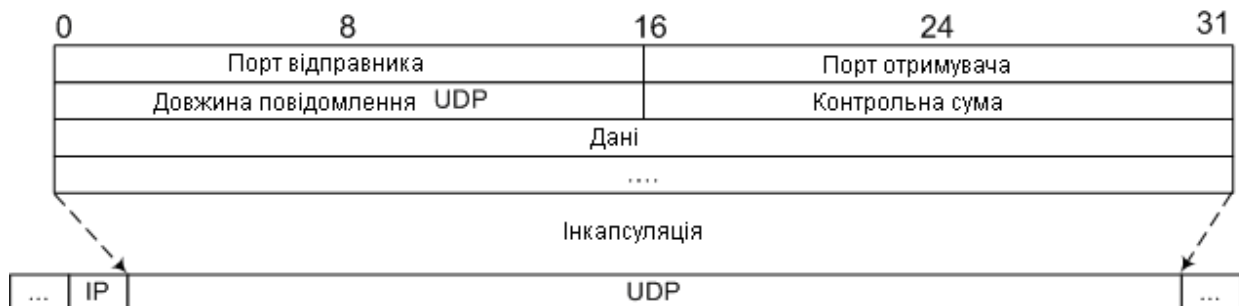 0 8 16 24 31
Порт відправника Порт отримувача
Довжина повідомлення UDP Контрольна сума
Дані
....
Інкапсуляція
... IP UDP ...